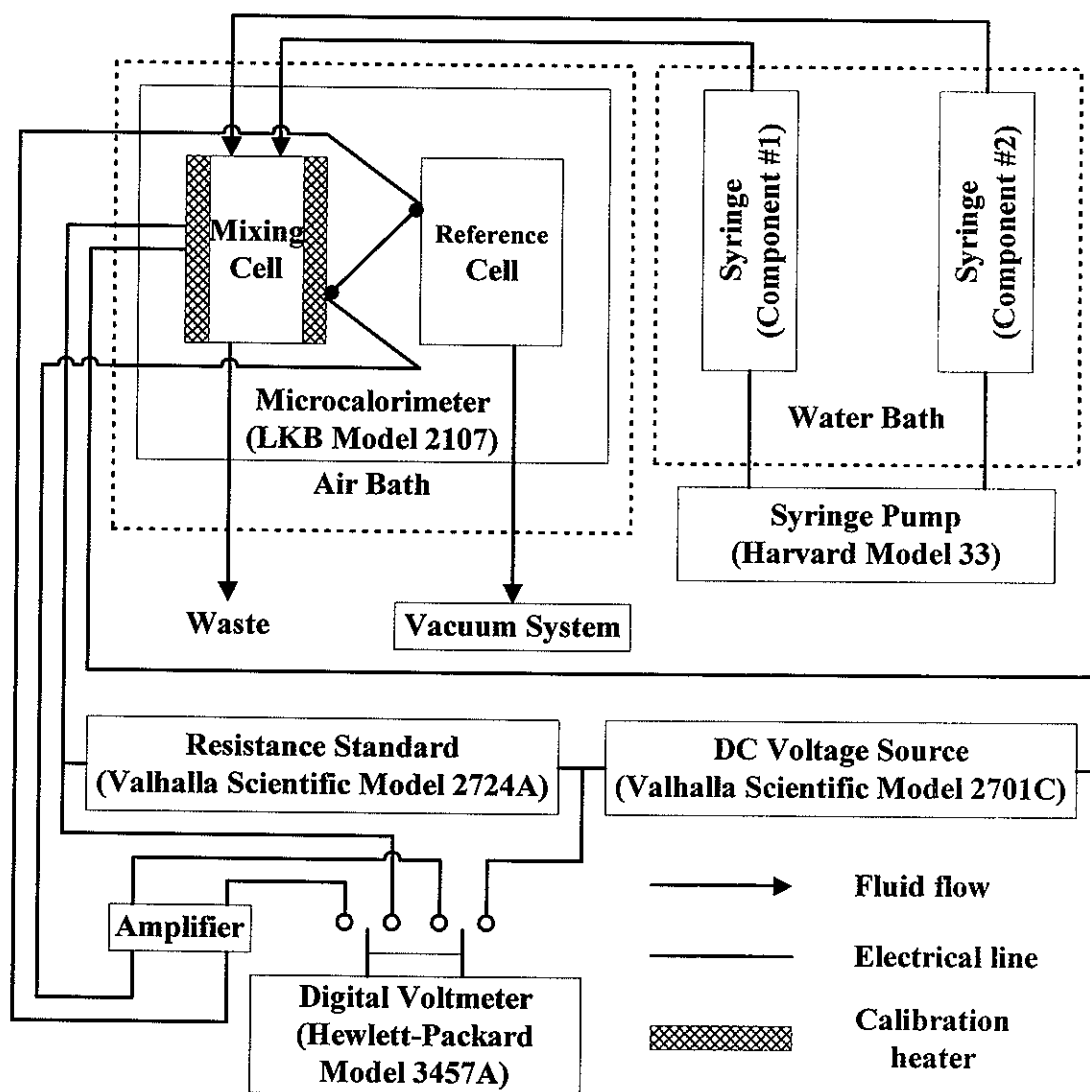 Syringe
(Component #1)
Syringe
(Component #2)
Mixing
Cell
Reference
Cell
Microcalorimeter
(LKB Model 2107)
Air Bath
Water Bath
Syringe Pump
(Harvard Model 33)
Waste
Vacuum System
Resistance Standard
(Valhalla Scientific Model 2724A)
DC Voltage Source
(Valhalla Scientific Model 2701C)
Amplifier
Digital Voltmeter
(Hewlett-Packard
Model 3457A)
Fluid flow
Electrical line
Calibration
heater